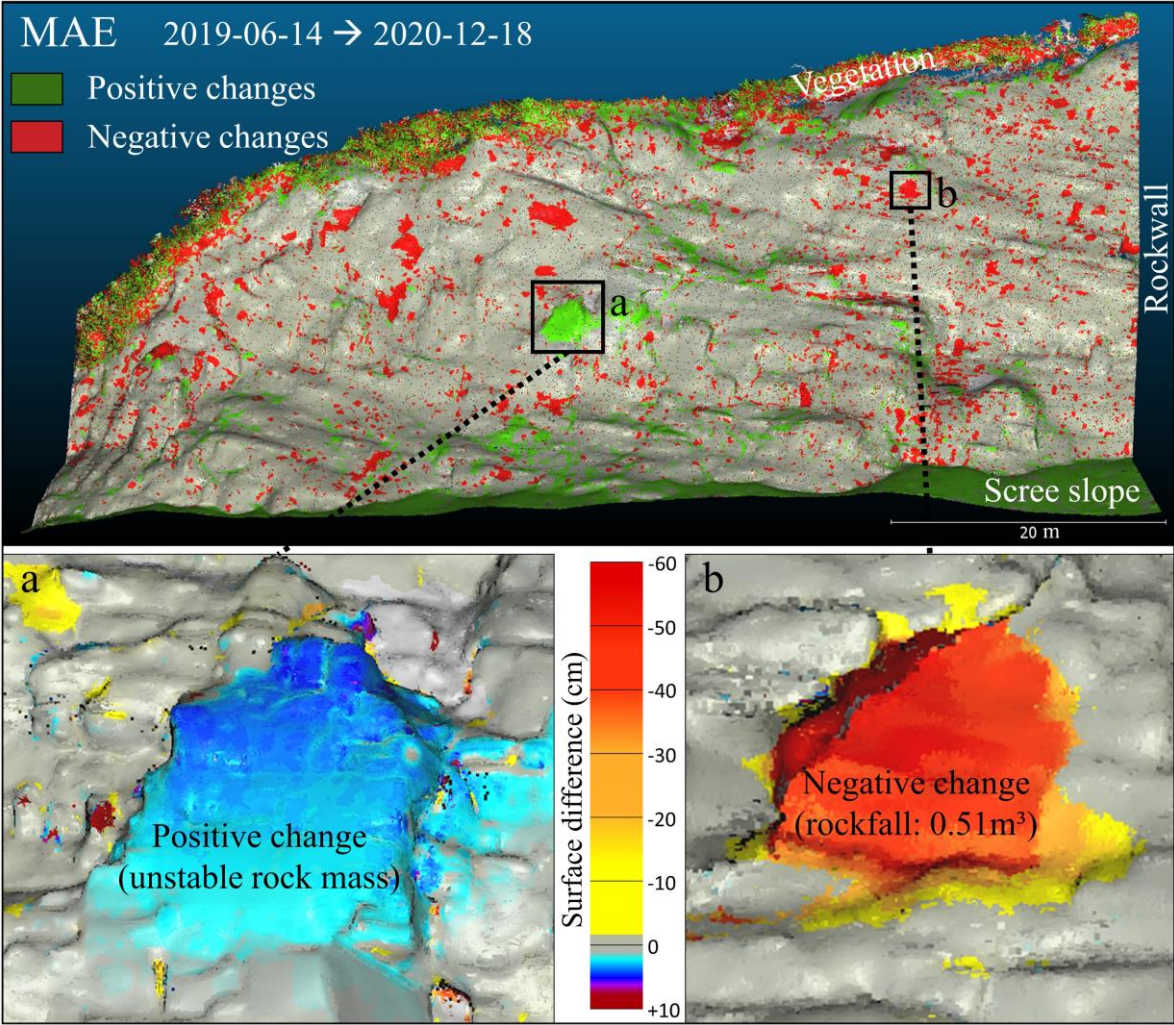 MAE 2019-06-14 → 2020-12-18
Positive changes
Negative changes
Vegetation
a
b
Rockwall
Scree slope
20 m
a
Positive change
(unstable rock mass)
Surface difference (cm)
-60
-50
-40
-30
-20
-10
0
+10
b
Negative change
(rockfall: 0.51m³)